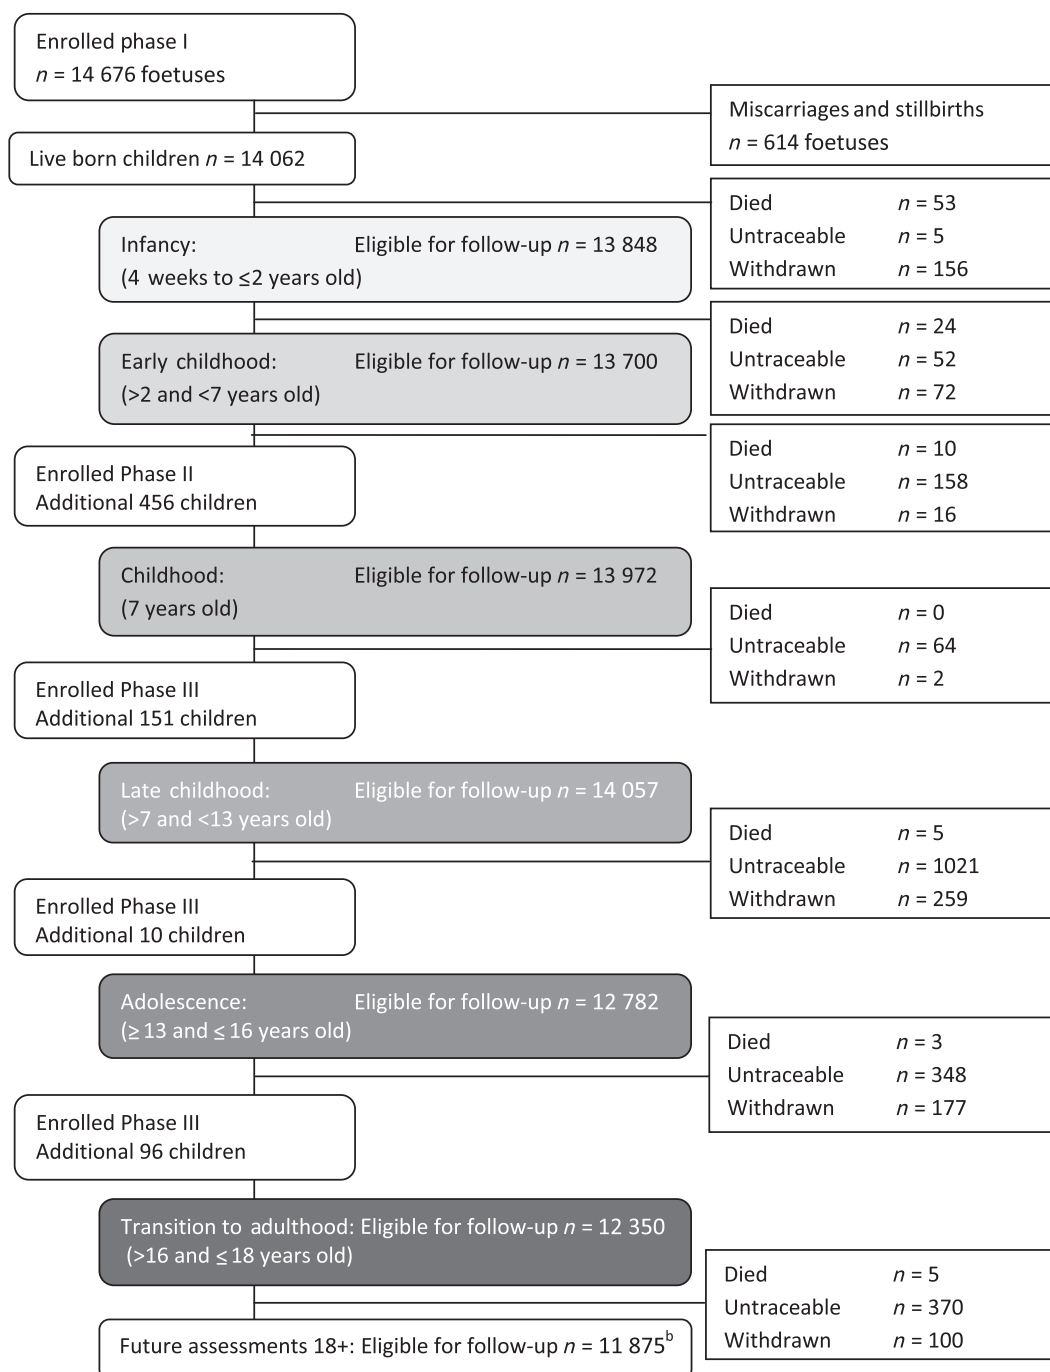 Enrolled phase I
n = 14 676 foetuses
Miscarriages and stillbirths
n = 614 foetuses
Live born children n = 14 062
Died n = 53
Untraceable n = 5
Withdrawn n = 156
Infancy: Eligible for follow-up n = 13 848
(4 weeks to ≤2 years old)
Died n = 24
Untraceable n = 52
Withdrawn n = 72
Early childhood: Eligible for follow-up n = 13 700
(>2 and <7 years old)
Died n = 10
Untraceable n = 158
Withdrawn n = 16
Enrolled Phase II
Additional 456 children
Childhood: Eligible for follow-up n = 13 972
(7 years old)
Died n = 0
Untraceable n = 64
Withdrawn n = 2
Enrolled Phase III
Additional 151 children
Late childhood: Eligible for follow-up n = 14 057
(>7 and <13 years old)
Died n = 5
Untraceable n = 1021
Withdrawn n = 259
Enrolled Phase III
Additional 10 children
Adolescence: Eligible for follow-up n = 12 782
(≥ 13 and ≤ 16 years old)
Died n = 3
Untraceable n = 348
Withdrawn n = 177
Enrolled Phase III
Additional 96 children
Transition to adulthood: Eligible for follow-up n = 12 350
(>16 and ≤ 18 years old)
Died n = 5
Untraceable n = 370
Withdrawn n = 100
Future assessments 18+: Eligible for follow-up n = 11 875ᵇ